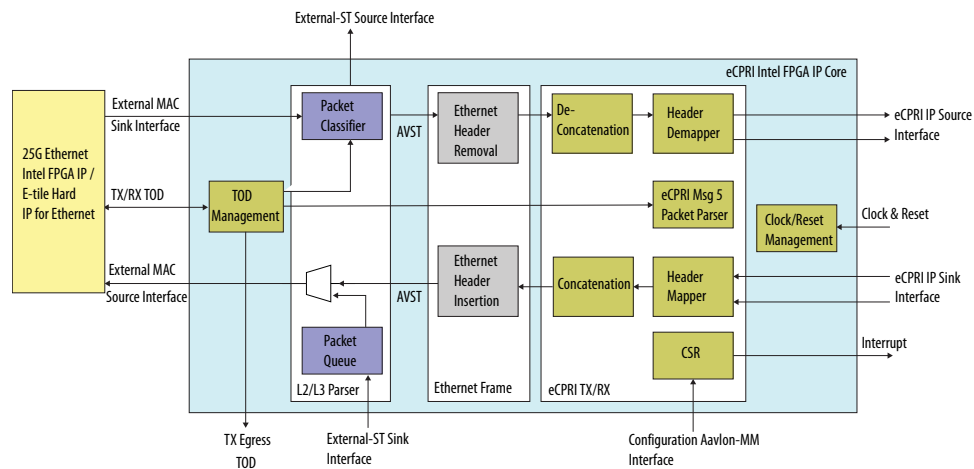 External-ST Source Interface
eCPRI Intel FPGA IP Core
External MAC
Sink Interface
Packet
Classifier
AVST
Ethernet
Header
Removal
De-
Concatenation
Header
Demapper
eCPRI IP Source
Interface
25G Ethernet
Intel FPGA IP /
E-tile Hard
IP for Ethernet
TX/RX TOD
TOD
Management
eCPRI Msg 5
Packet Parser
Clock/Reset
Management
Clock & Reset
External MAC
Source Interface
AVST
Ethernet
Header
Insertion
Concatenation
Header
Mapper
eCPRI IP Sink
Interface
Packet
Queue
CSR
Interrupt
L2/L3 Parser
Ethernet Frame
eCPRI TX/RX
TX Egress
TOD
External-ST Sink
Interface
Configuration Aavlon-MM
Interface